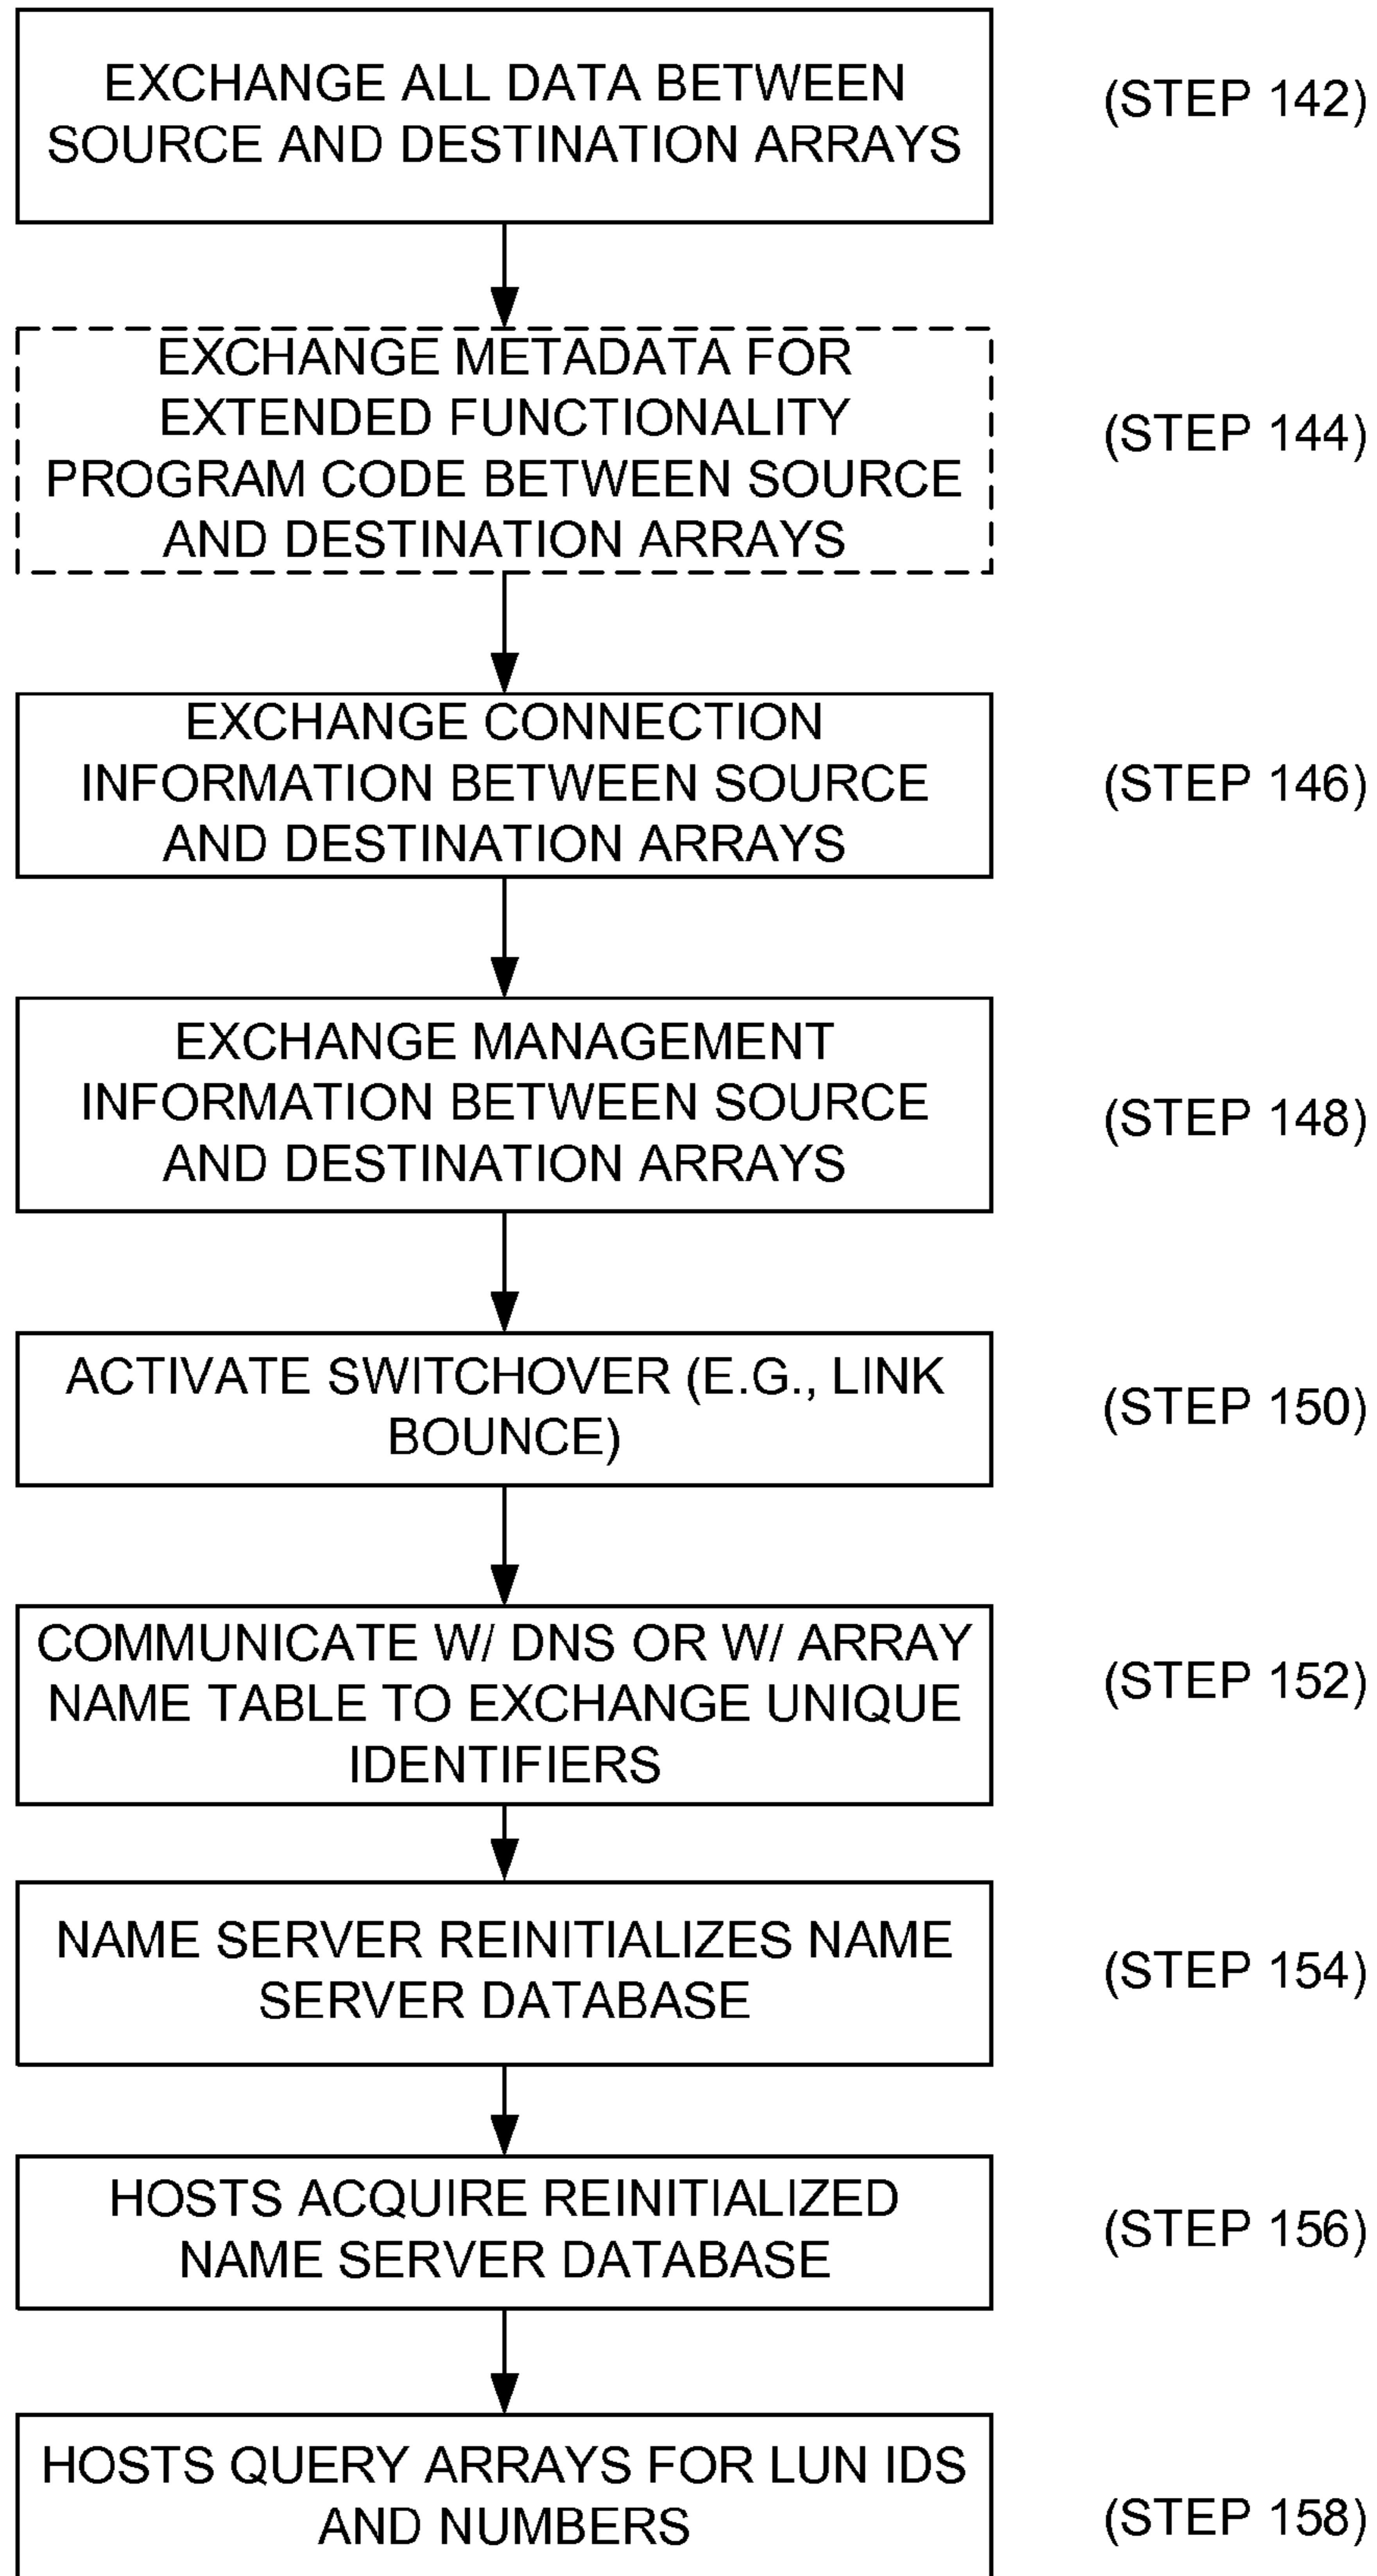 EXCHANGE ALL DATA BETWEEN
SOURCE AND DESTINATION ARRAYS
(STEP 142)
EXCHANGE METADATA FOR
EXTENDED FUNCTIONALITY
PROGRAM CODE BETWEEN SOURCE
AND DESTINATION ARRAYS
(STEP 144)
EXCHANGE CONNECTION
INFORMATION BETWEEN SOURCE
AND DESTINATION ARRAYS
(STEP 146)
EXCHANGE MANAGEMENT
INFORMATION BETWEEN SOURCE
AND DESTINATION ARRAYS
(STEP 148)
ACTIVATE SWITCHOVER (E.G., LINK
BOUNCE)
(STEP 150)
COMMUNICATE W/ DNS OR W/ ARRAY
NAME TABLE TO EXCHANGE UNIQUE
IDENTIFIERS
(STEP 152)
NAME SERVER REINITIALIZES NAME
SERVER DATABASE
(STEP 154)
HOSTS ACQUIRE REINITIALIZED
NAME SERVER DATABASE
(STEP 156)
HOSTS QUERY ARRAYS FOR LUN IDS
AND NUMBERS
(STEP 158)